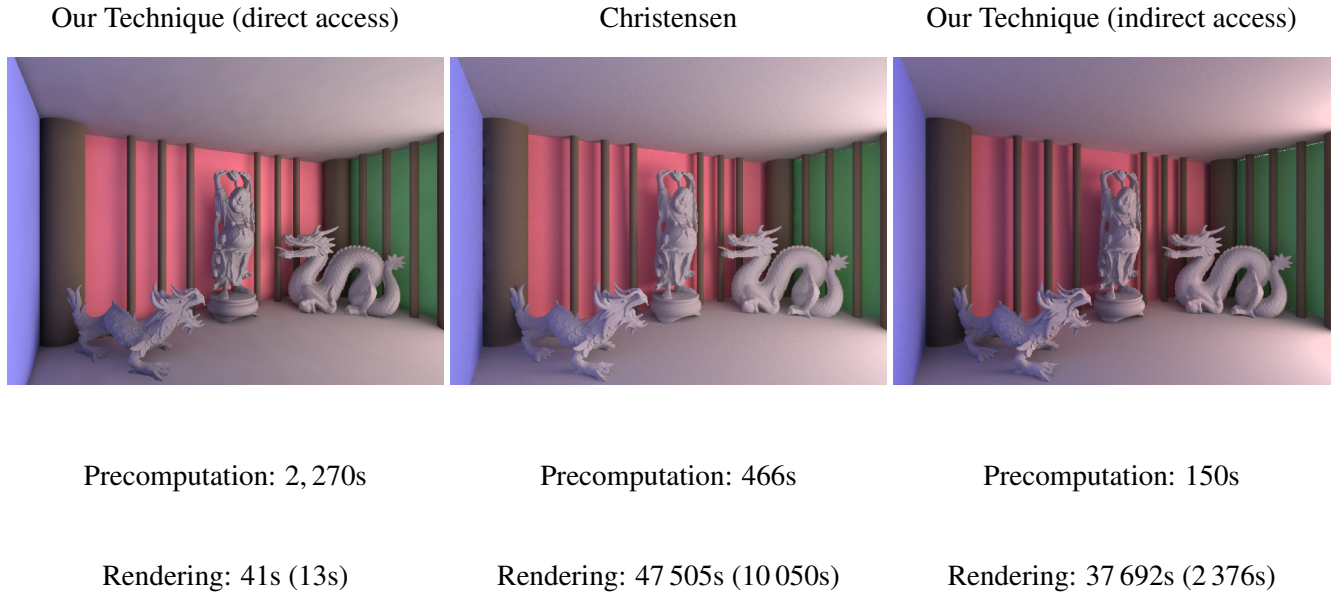 Our Technique (direct access)
Christensen
Our Technique (indirect access)
Precomputation: 2, 270s
Precomputation: 466s
Precomputation: 150s
Rendering: 41s (13s)
Rendering: 47 505s (10 050s)
Rendering: 37 692s (2 376s)